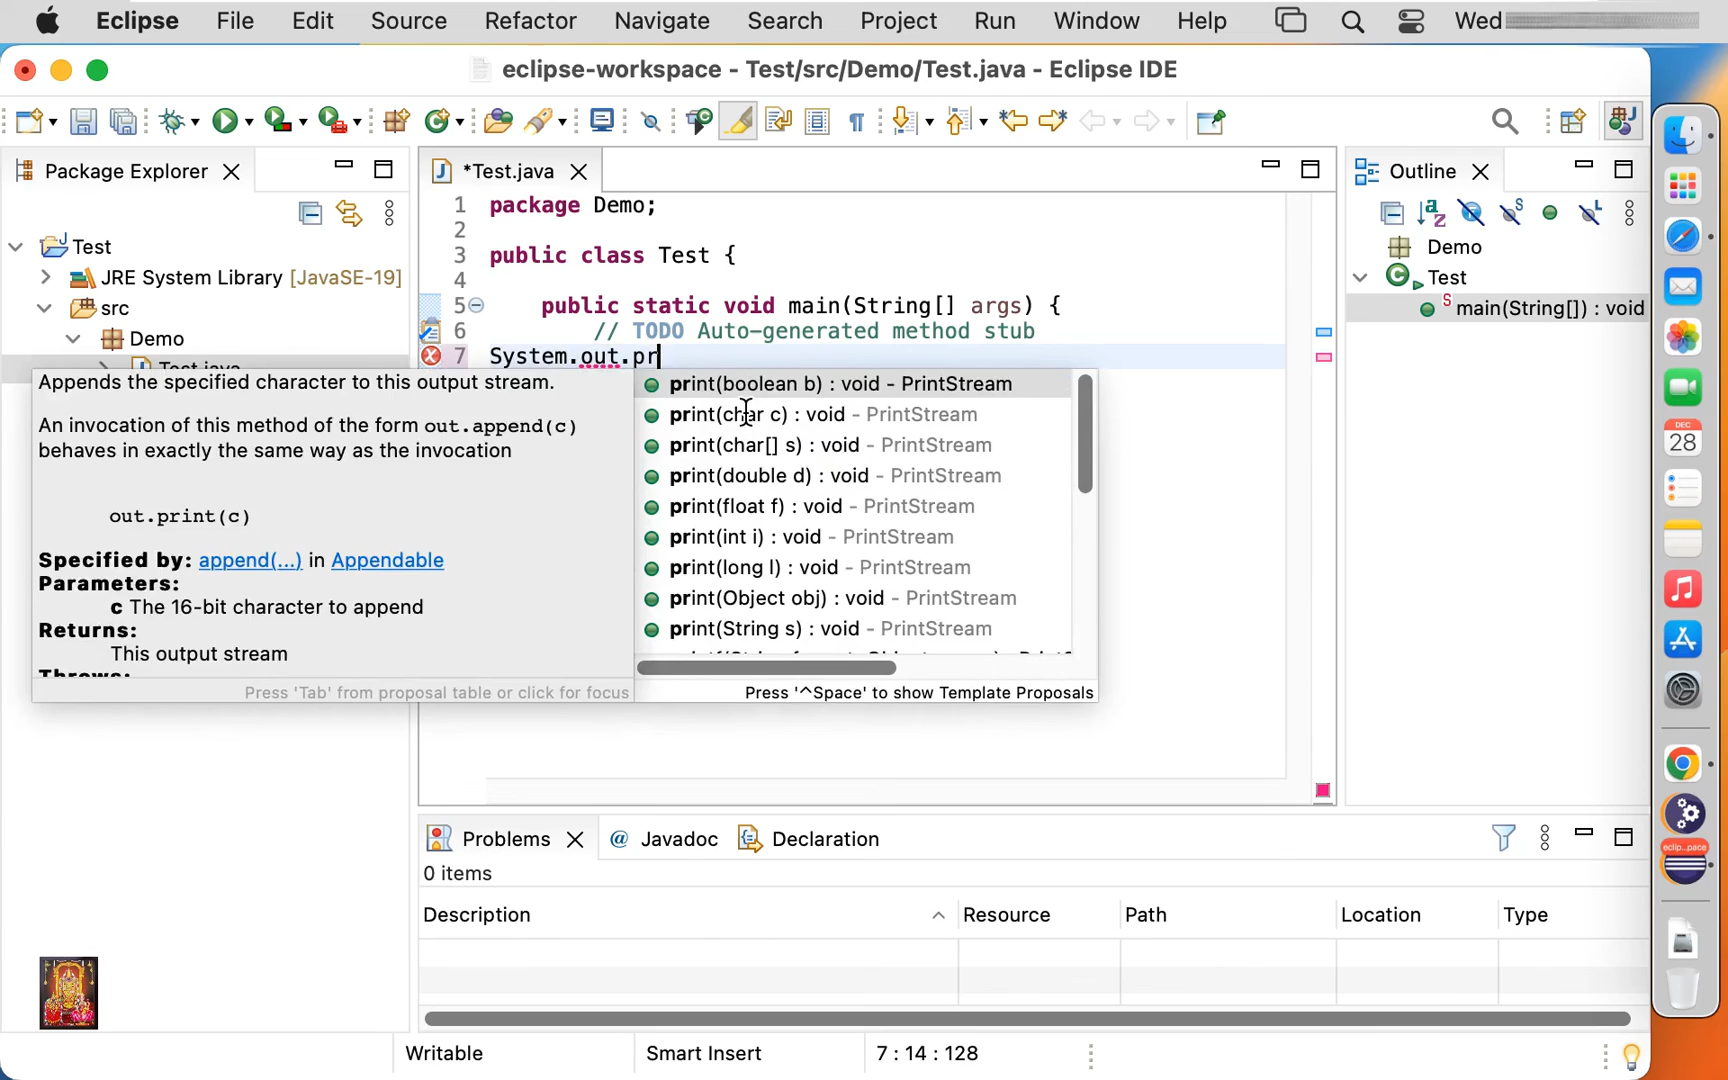 Eclipse File Edit Source Refactor Navigate Search Project Run Window Help Wed
eclipse-workspace - Test/src/Demo/Test.java - Eclipse IDE
Package Explorer
Test
JRE System Library [JavaSE-19]
src
Demo
Test.java
*Test.java
1 package Demo;
2
3 public class Test {
4
5 public static void main(String[] args) {
6 // TODO Auto-generated method stub
7 System.out.pr
Appends the specified character to this output stream.
An invocation of this method of the form out.append(c)
behaves in exactly the same way as the invocation
out.print(c)
Specified by: append(...) in Appendable
Parameters:
c The 16-bit character to append
Returns:
This output stream
Throws:
Press 'Tab' from proposal table or click for focus
print(boolean b) : void - PrintStream
print(char c) : void - PrintStream
print(char[] s) : void - PrintStream
print(double d) : void - PrintStream
print(float f) : void - PrintStream
print(int i) : void - PrintStream
print(long l) : void - PrintStream
print(Object obj) : void - PrintStream
print(String s) : void - PrintStream
Press '^Space' to show Template Proposals
Outline
Demo
Test
main(String[]) : void
Problems
@ Javadoc
Declaration
0 items
Description Resource Path Location Type
Writable Smart Insert 7 : 14 : 128
DEC
28
eclip...pace